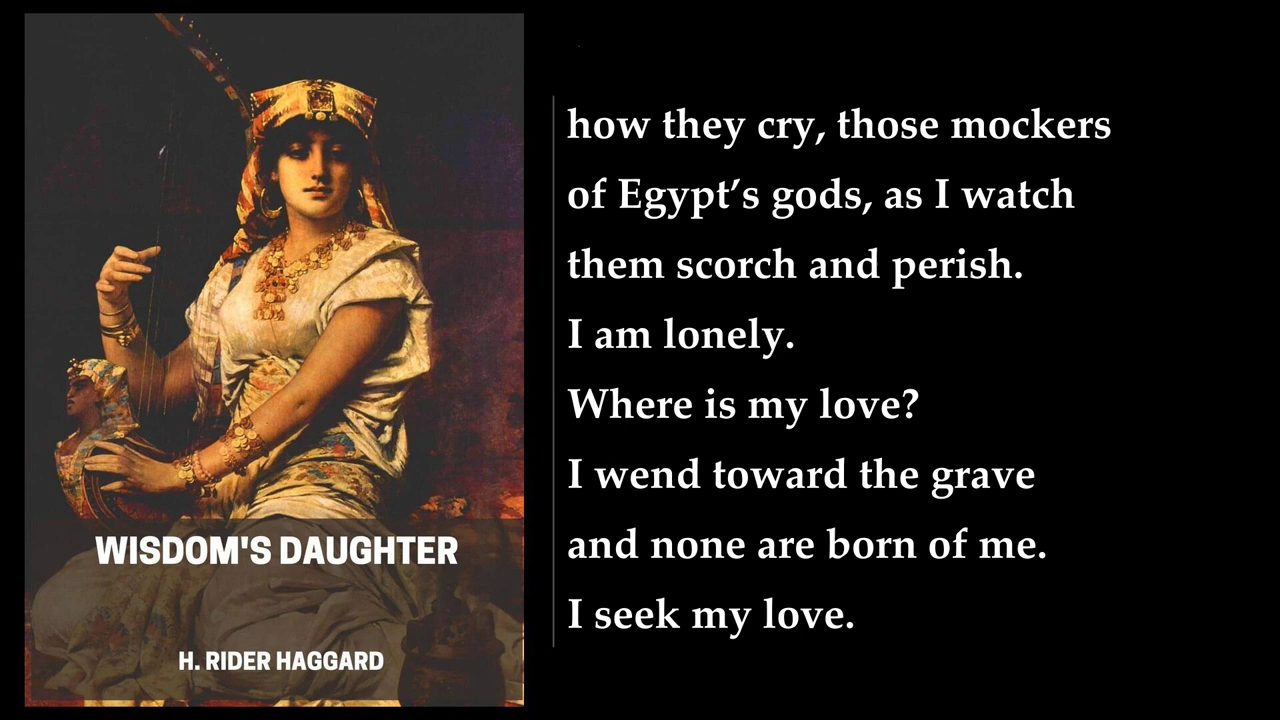 WISDOM'S DAUGHTER
H. RIDER HAGGARD
how they cry, those mockers
of Egypt’s gods, as I watch
them scorch and perish.
I am lonely.
Where is my love?
I wend toward the grave
and none are born of me.
I seek my love.